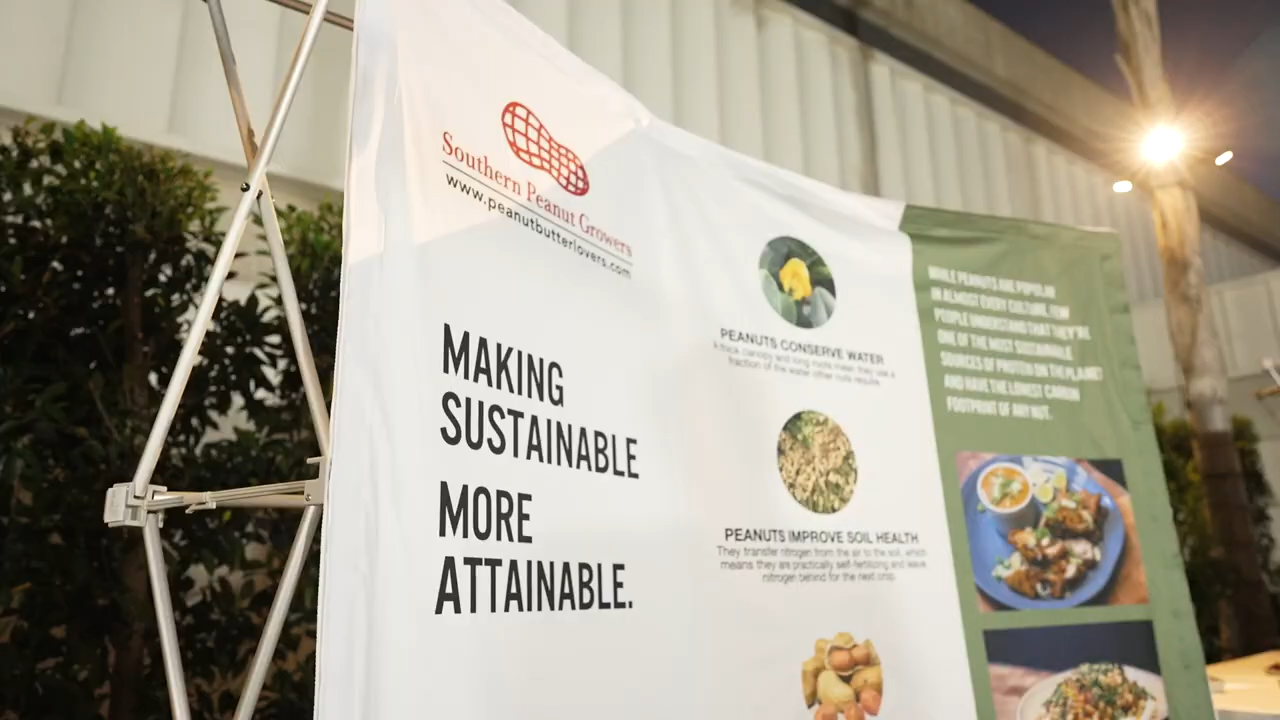 Southern Peanut Growers
www.peanutbutterlovers.com
MAKING
SUSTAINABLE
MORE
ATTAINABLE.
PEANUTS CONSERVE WATER
A thick canopy and long roots mean they use a
fraction of the water other nuts require.
PEANUTS IMPROVE SOIL HEALTH
They transfer nitrogen from the air to the soil, which
means they are practically self-fertilizing and leave
nitrogen behind for the next crop.
WHILE PEANUTS ARE POPULAR
IN ALMOST EVERY CULTURE, FEW
PEOPLE UNDERSTAND THAT THEY'RE
ONE OF THE MOST SUSTAINABLE
SOURCES OF PROTEIN ON THE PLANET
AND HAVE THE LOWEST CARBON
FOOTPRINT OF ANY NUT.